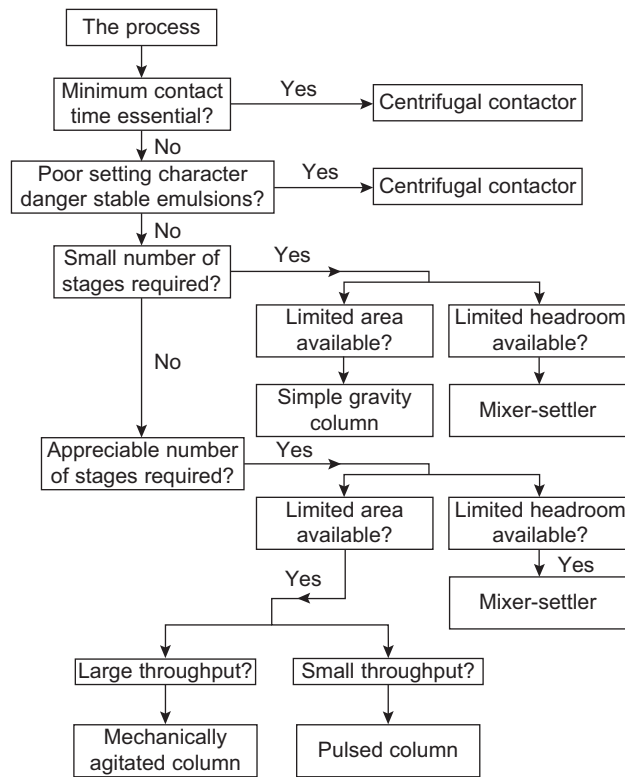 The process
Minimum contact
time essential?
Yes
Centrifugal contactor
No
Poor setting character
danger stable emulsions?
Yes
Centrifugal contactor
No
Small number of
stages required?
Yes
Limited area
available?
Limited headroom
available?
No
Simple gravity
column
Mixer-settler
Appreciable number
of stages required?
Yes
Limited area
available?
Limited headroom
available?
Yes
Yes
Mixer-settler
Large throughput?
Small throughput?
Mechanically
agitated column
Pulsed column